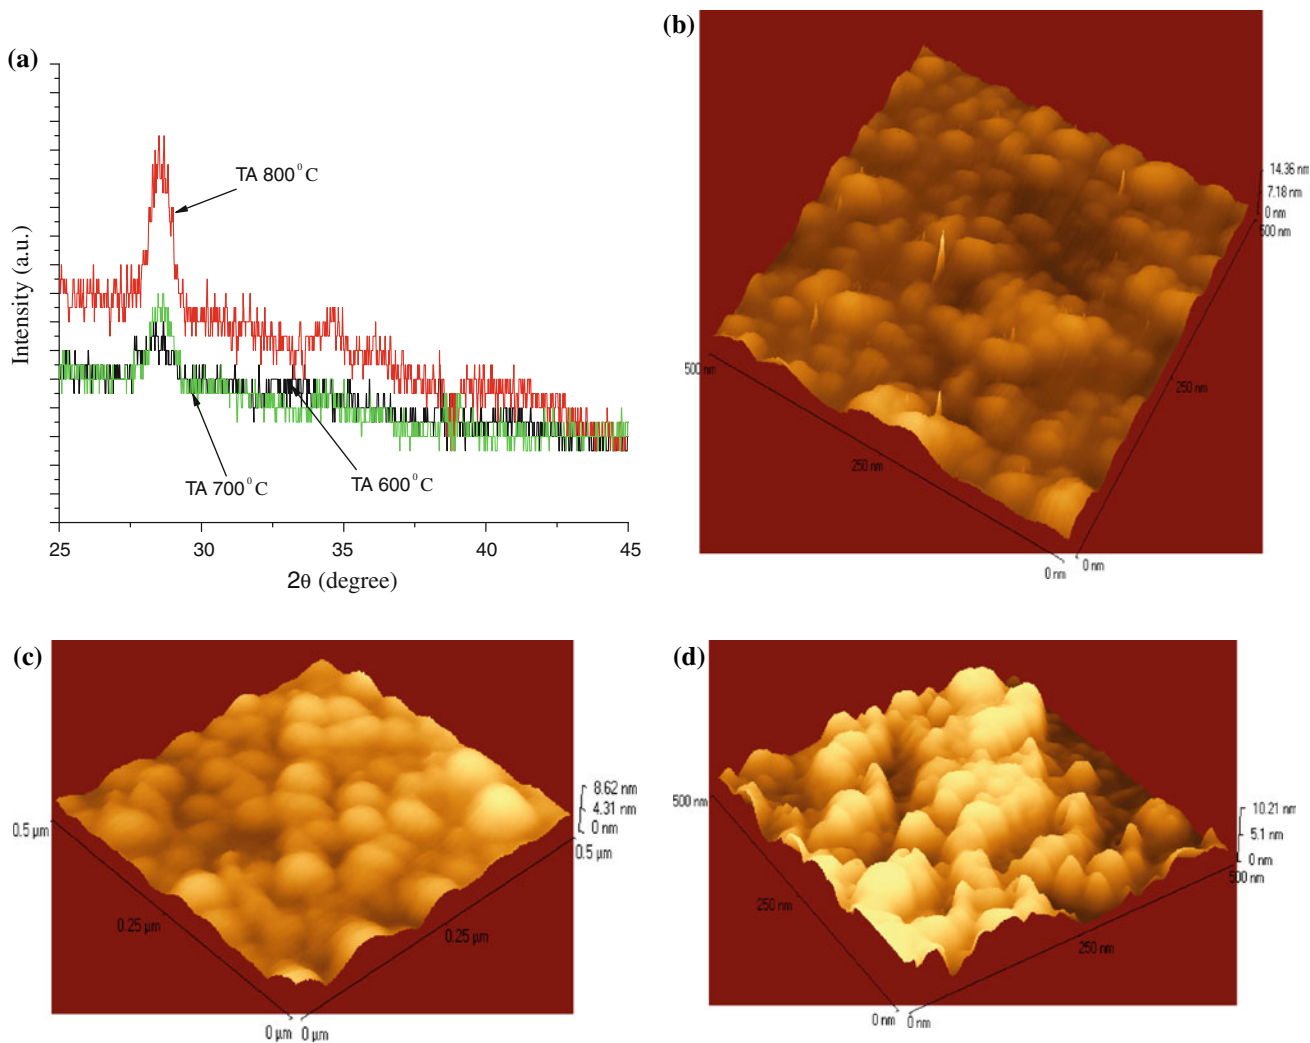 (a)
Intensity (a.u.)
TA 800°C
TA 700°C
TA 600°C
25 30 35 40 45
2θ (degree)
(b)
14.36 nm
7.18 nm
0 nm
500 nm
500 nm
250 nm
250 nm
0 nm
0 nm
(c)
8.62 nm
4.31 nm
0 nm
0.5 µm
0.5 µm
0.25 µm
0.25 µm
0 µm
0 µm
(d)
10.21 nm
5.1 nm
0 nm
500 nm
500 nm
250 nm
250 nm
0 nm
0 nm